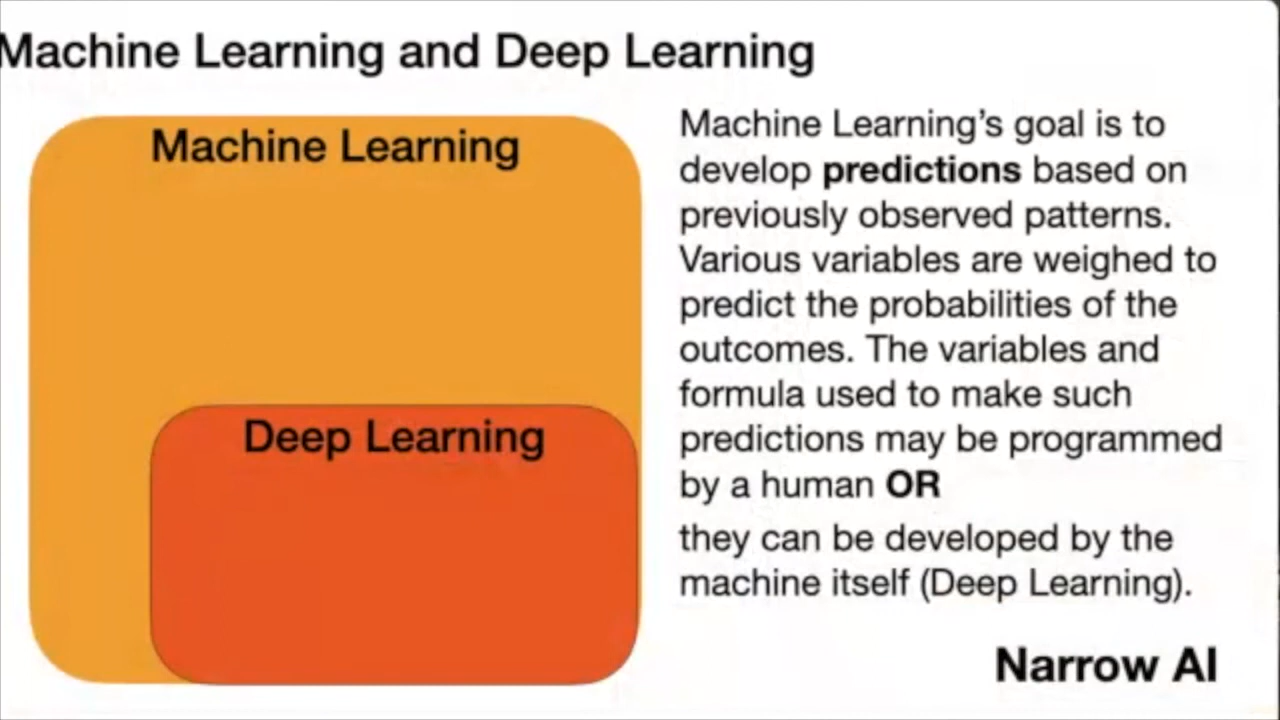 Machine Learning and Deep Learning
Machine Learning
Deep Learning
Machine Learning's goal is to
develop predictions based on
previously observed patterns.
Various variables are weighed to
predict the probabilities of the
outcomes. The variables and
formula used to make such
predictions may be programmed
by a human OR
they can be developed by the
machine itself (Deep Learning).
Narrow AI